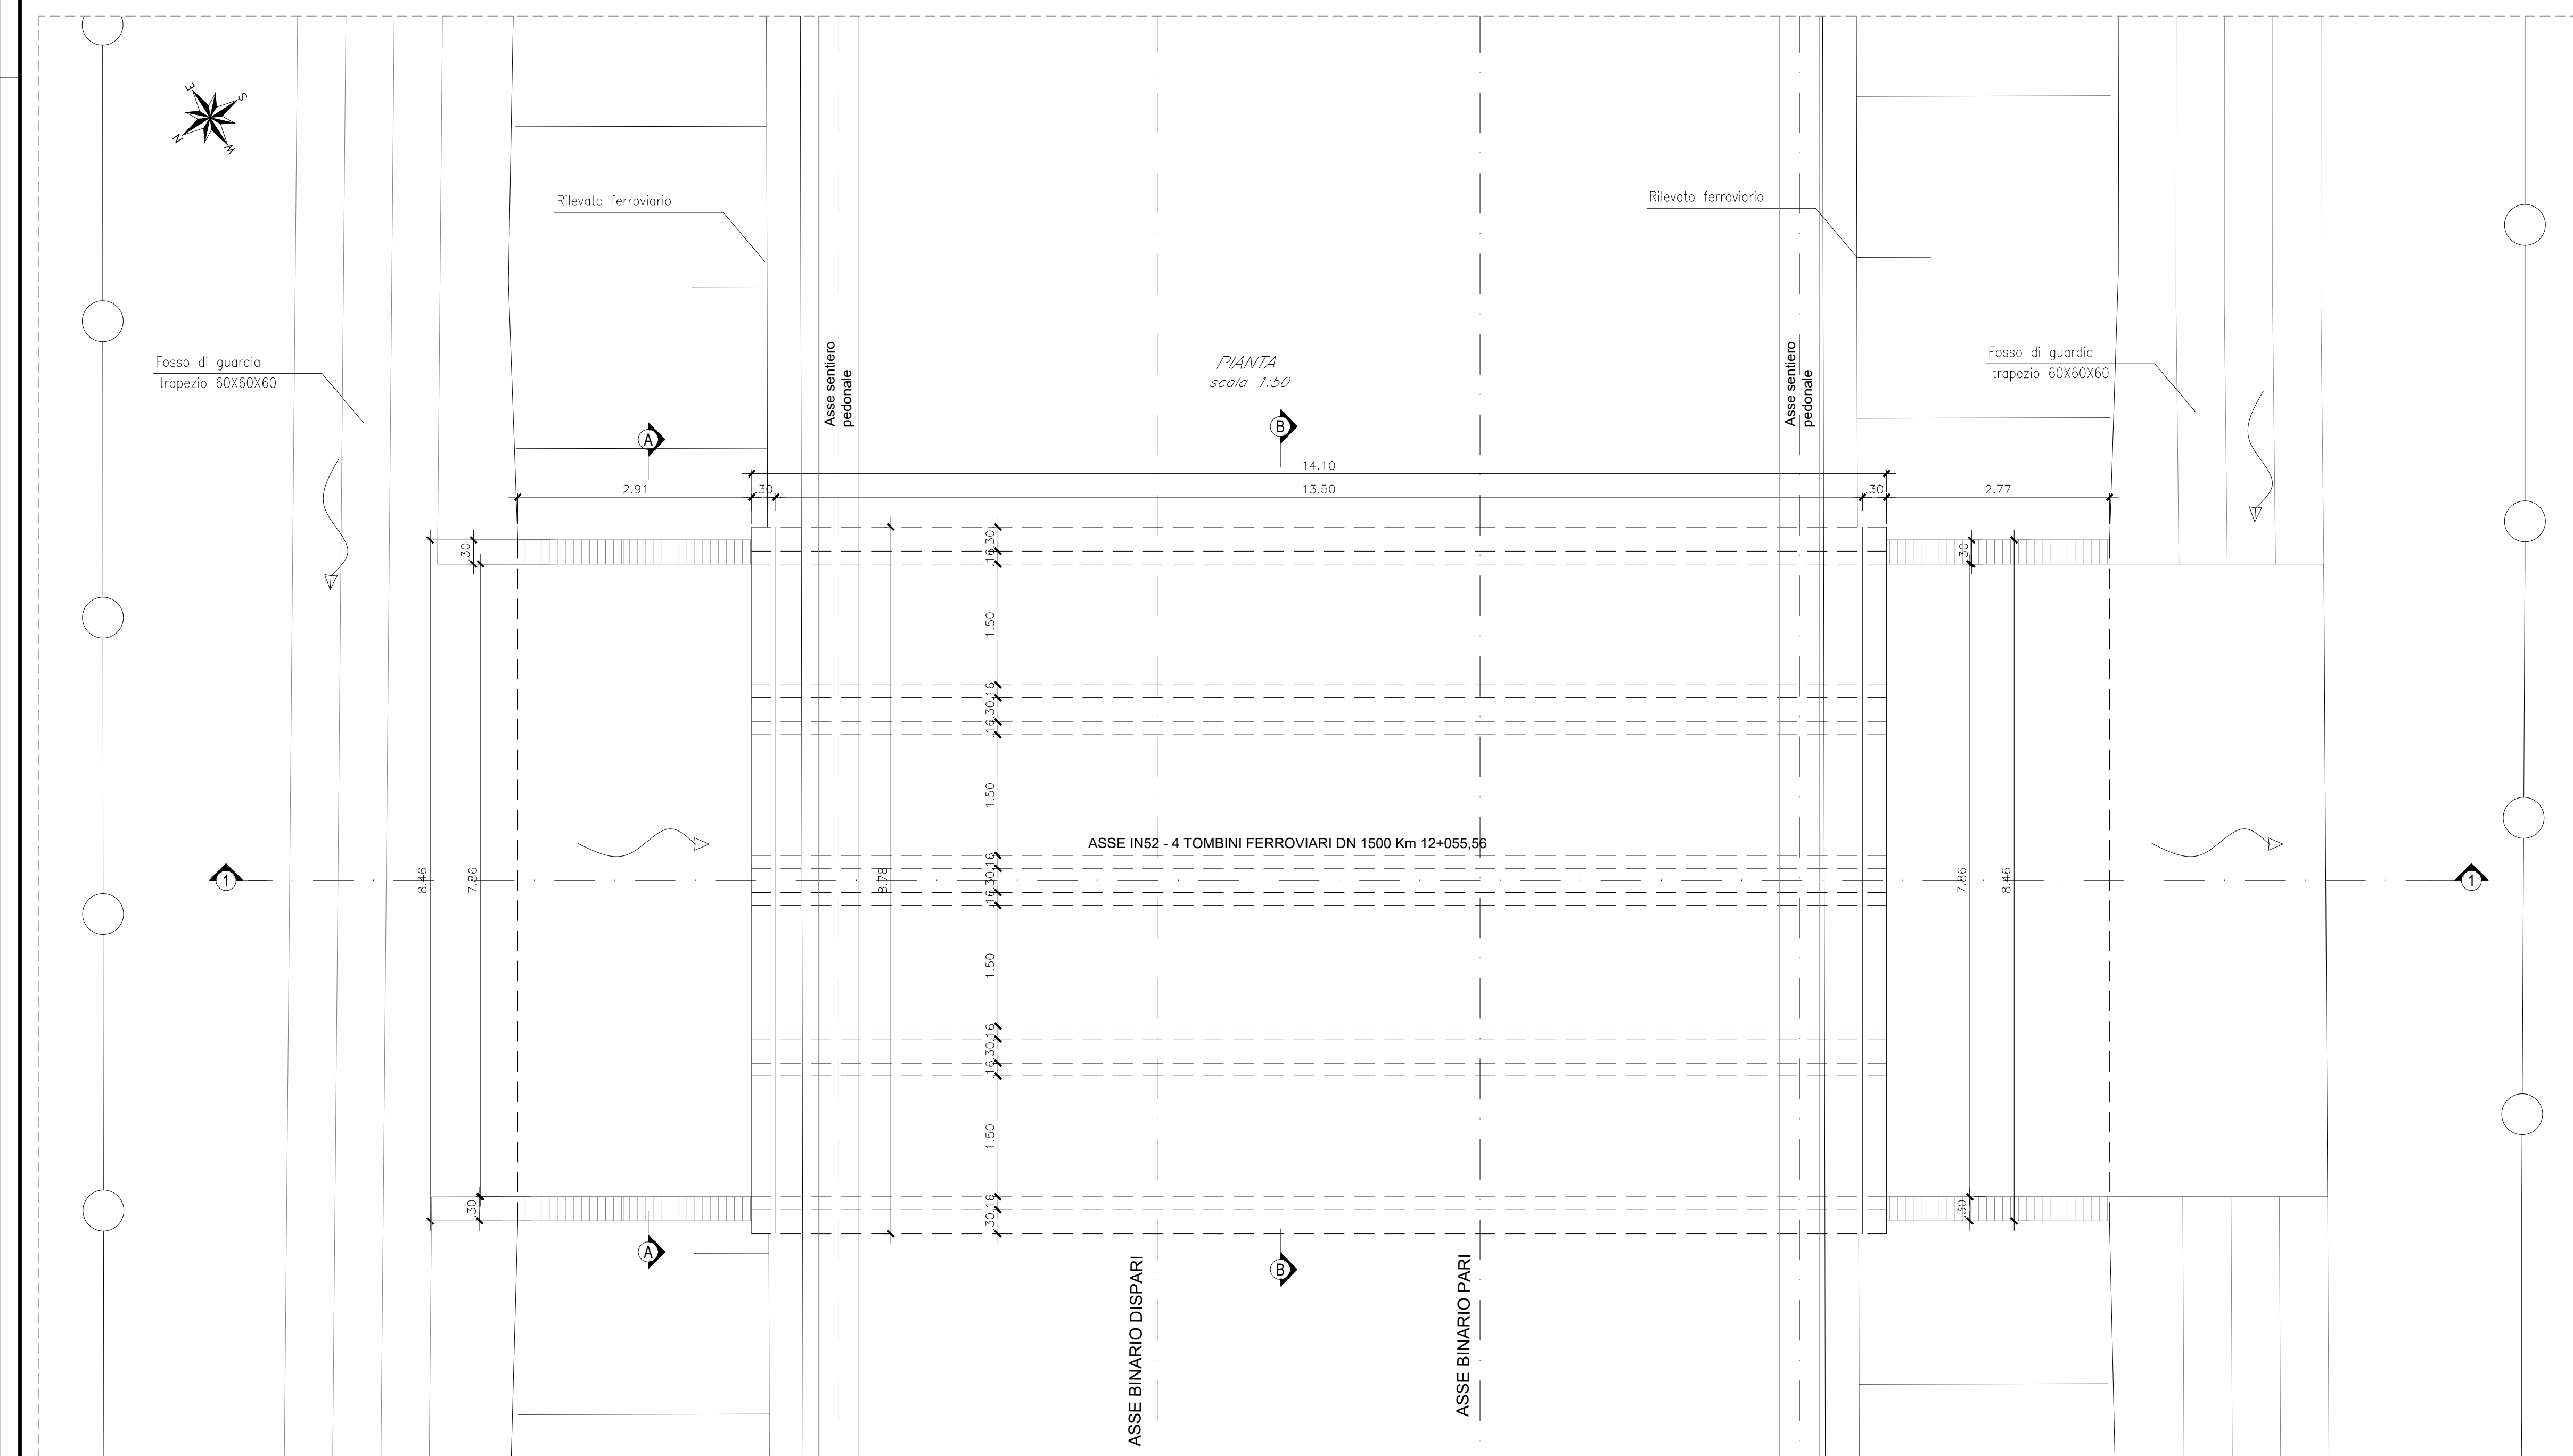 E
S
N
W
Rilevato ferroviario
Rilevato ferroviario
Fosso di guardia
trapezio 60X60X60
Asse sentiero
pedonale
PIANTA
scala 1:50
Asse sentiero
pedonale
Fosso di guardia
trapezio 60X60X60
A
B
14.10
2.91
.30
13.50
.30
2.77
.30
.30
.16
.30
1.50
.16
.30
.16
1.50
ASSE IN52 - 4 TOMBINI FERROVIARI DN 1500 Km 12+055,56
1
8.46
7.86
8.78
.16
.30
.16
7.86
8.46
1
1.50
.16
.30
.16
1.50
.30
.16
.30
.30
A
B
ASSE BINARIO DISPARI
ASSE BINARIO PARI